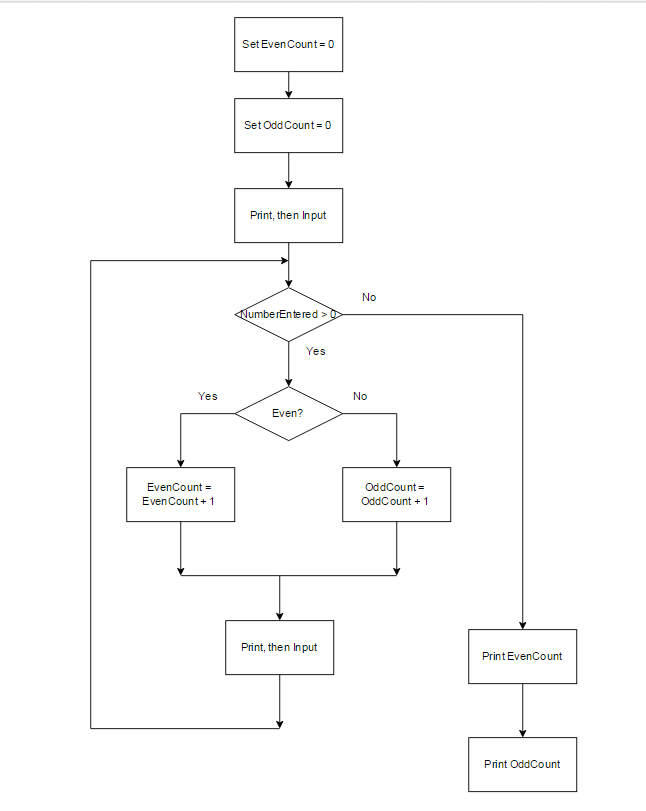 Set EvenCount = 0
Set OddCount = 0
Print, then Input
No
NumberEntered > 0
Yes
Yes
No
Even?
EvenCount =
EvenCount + 1
OddCount =
OddCount + 1
Print, then Input
Print EvenCount
Print OddCount